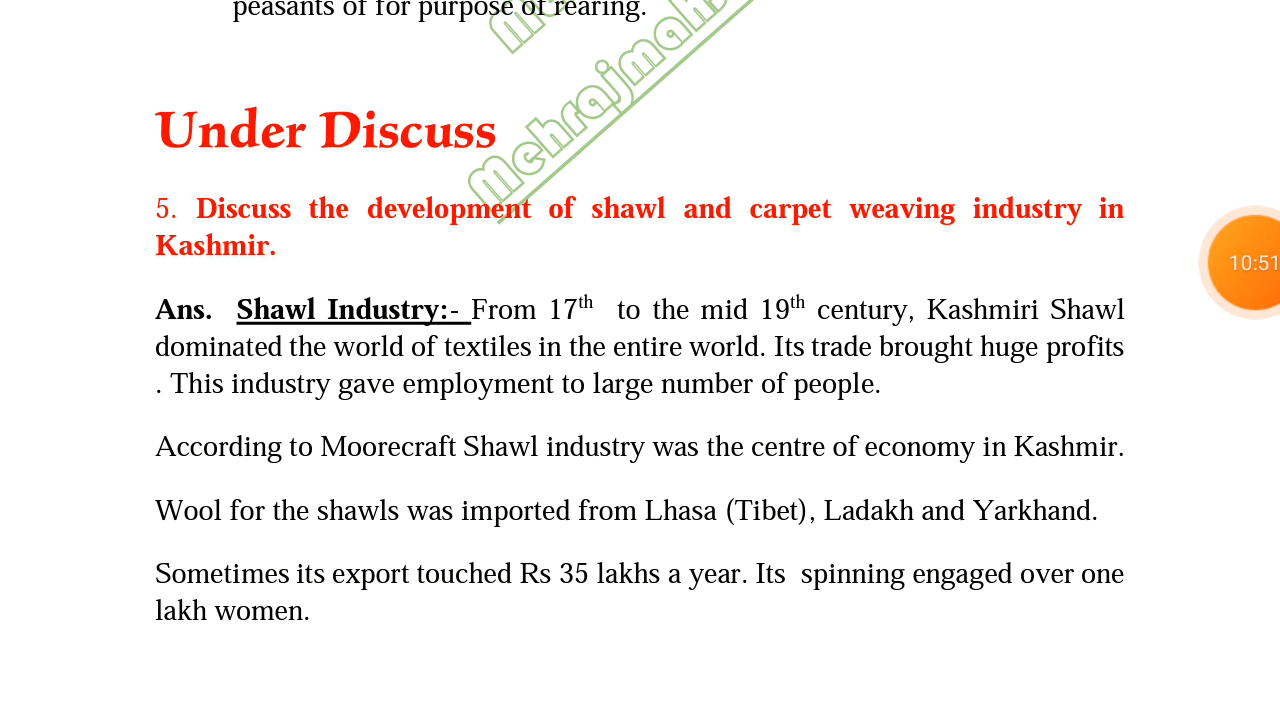 peasants of for purpose of rearing.
Under Discuss
5. Discuss the development of shawl and carpet weaving industry in
Kashmir.
Ans. Shawl Industry:- From 17th to the mid 19th century, Kashmiri Shawl
dominated the world of textiles in the entire world. Its trade brought huge profits
. This industry gave employment to large number of people.
According to Moorecraft Shawl industry was the centre of economy in Kashmir.
Wool for the shawls was imported from Lhasa (Tibet), Ladakh and Yarkhand.
Sometimes its export touched Rs 35 lakhs a year. Its spinning engaged over one
lakh women.
10:51